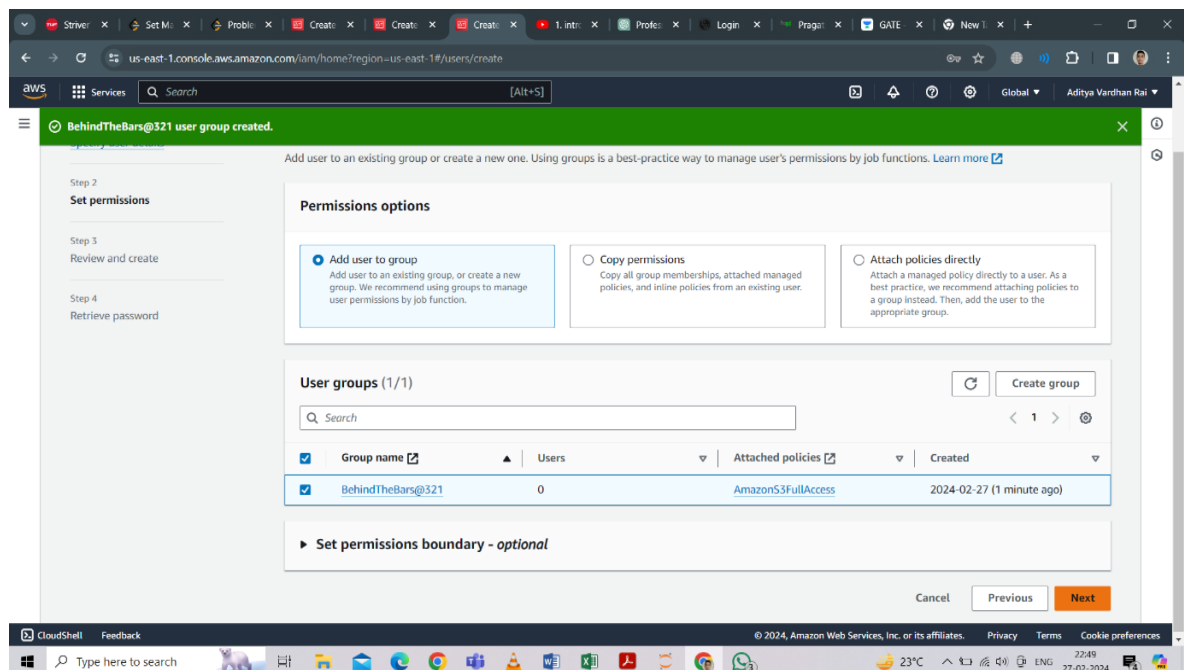 Striver
Set Ma
Proble
Create
Create
Create
1. intro
Profes
Login
Pragat
GATE
New T
us-east-1.console.aws.amazon.com/iam/home?region=us-east-1#/users/create
aws
Services
Search
[Alt+S]
Global
Aditya Vardhan Rai
BehindTheBars@321 user group created.
Specify user details
Step 2
Set permissions
Step 3
Review and create
Step 4
Retrieve password
Add user to an existing group or create a new one. Using groups is a best-practice way to manage user's permissions by job functions. Learn more
Permissions options
Add user to group
Add user to an existing group, or create a new
group. We recommend using groups to manage
user permissions by job function.
Copy permissions
Copy all group memberships, attached managed
policies, and inline policies from an existing user.
Attach policies directly
Attach a managed policy directly to a user. As a
best practice, we recommend attaching policies to
a group instead. Then, add the user to the
appropriate group.
User groups (1/1)
Create group
Search
1
Group name
Users
Attached policies
Created
BehindTheBars@321
0
AmazonS3FullAccess
2024-02-27 (1 minute ago)
Set permissions boundary - optional
Cancel
Previous
Next
CloudShell
Feedback
© 2024, Amazon Web Services, Inc. or its affiliates.
Privacy
Terms
Cookie preferences
Type here to search
23°C
ENG
22:49
27-02-2024